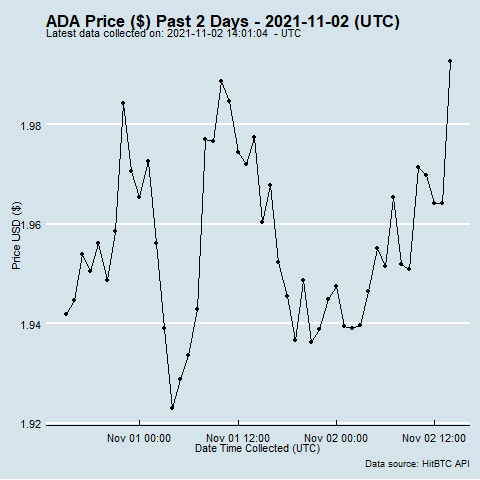 ADA Price ($) Past 2 Days - 2021-11-02 (UTC)
Latest data collected on: 2021-11-02 14:01:04 - UTC
Price USD ($)
1.98
1.96
1.94
1.92
Nov 01 00:00 Nov 01 12:00 Nov 02 00:00 Nov 02 12:00
Date Time Collected (UTC)
Data source: HitBTC API